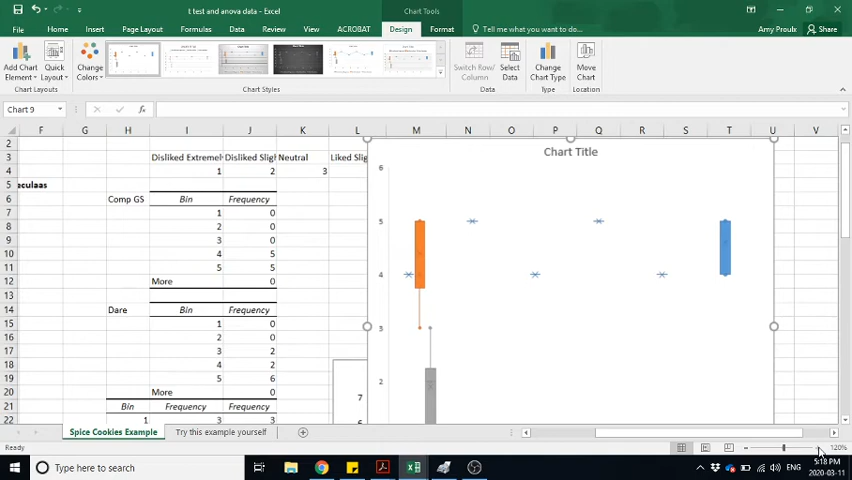 t test and anova data - Excel
Chart Tools
Amy Proulx
File Home Insert Page Layout Formulas Data Review View ACROBAT Design Format Tell me what you want to do... Share
Add Chart Element
Quick Layout
Change Colors
Switch Row/ Column
Select Data
Change Chart Type
Move Chart
Chart Layouts Chart Styles Data Type Location
Chart 9 fx
F G H I J K L M N O P Q R S T U V
2
3 Disliked Extremel Disliked Sligh Neutral Liked Slig
4 1 2 3
5 eculaas
6 Comp GS Bin Frequency
7 1 0
8 2 0
9 3 0
10 4 5
11 5 5
12 More 0
13
14 Dare Bin Frequency
15 1 0
16 2 0
17 3 2
18 4 2
19 5 6
20 More 0
21 Bin Frequency Frequency
22 1 3 3
7
Chart Title
6
5
4
3
2
Spice Cookies Example Try this example yourself
Ready 120%
Type here to search
ENG
5:18 PM
2020-03-11